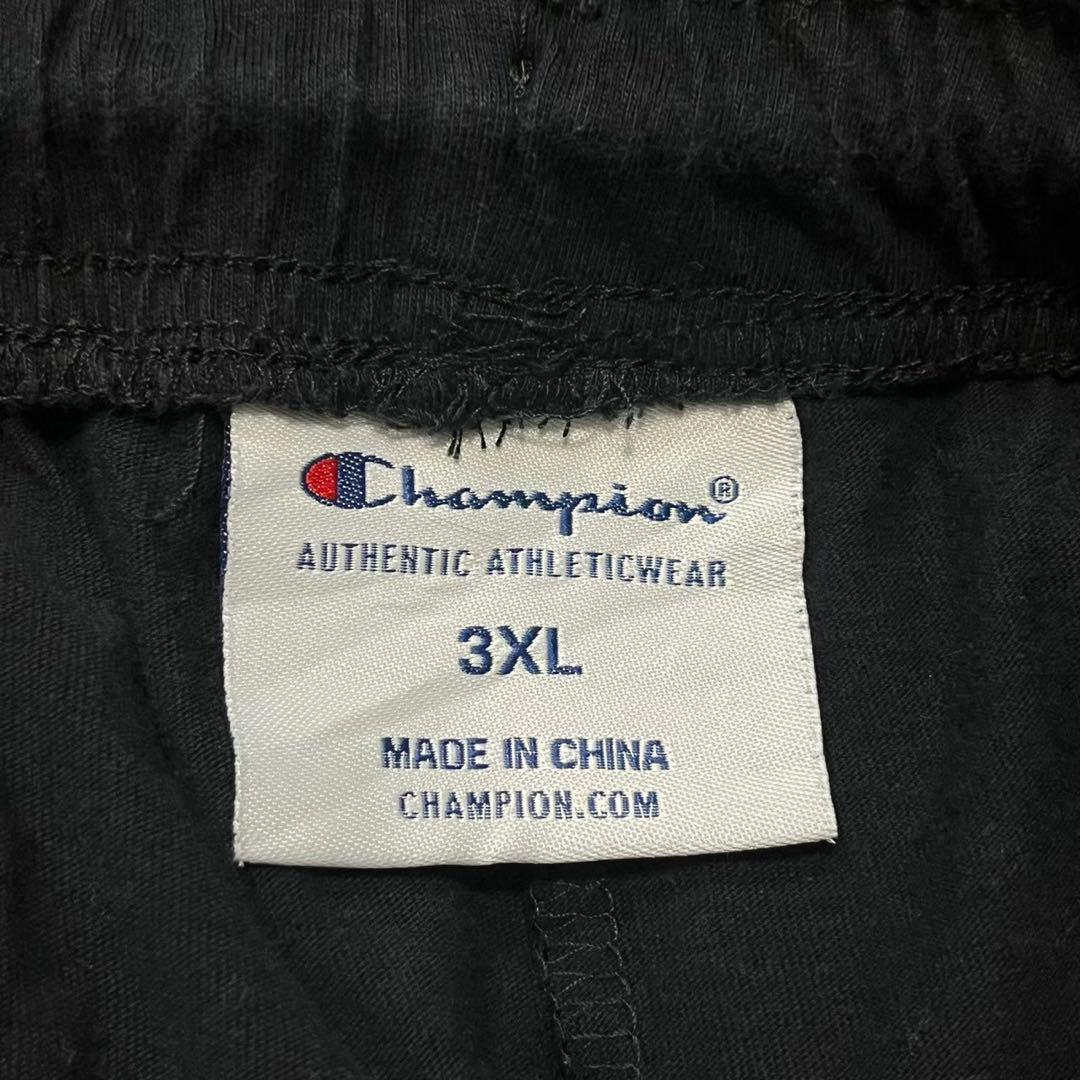 Champion®
AUTHENTIC ATHLETICWEAR
3XL
MADE IN CHINA
CHAMPION.COM